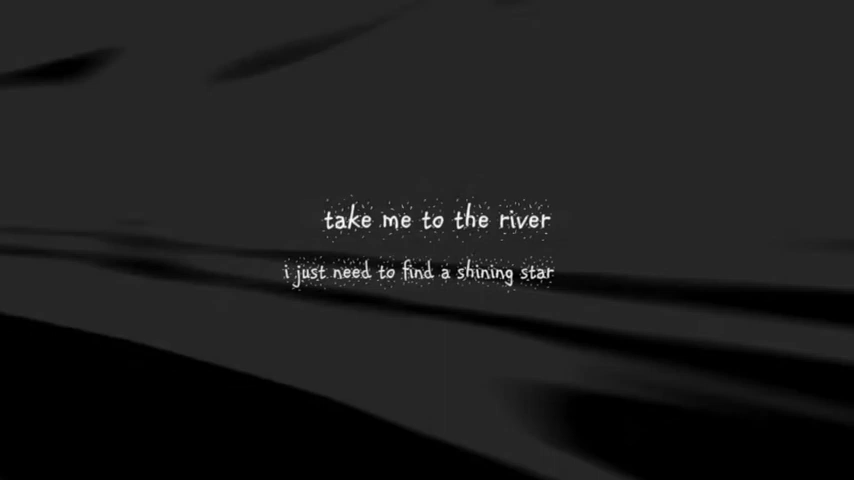 take me to the river
i just need to find a shining star